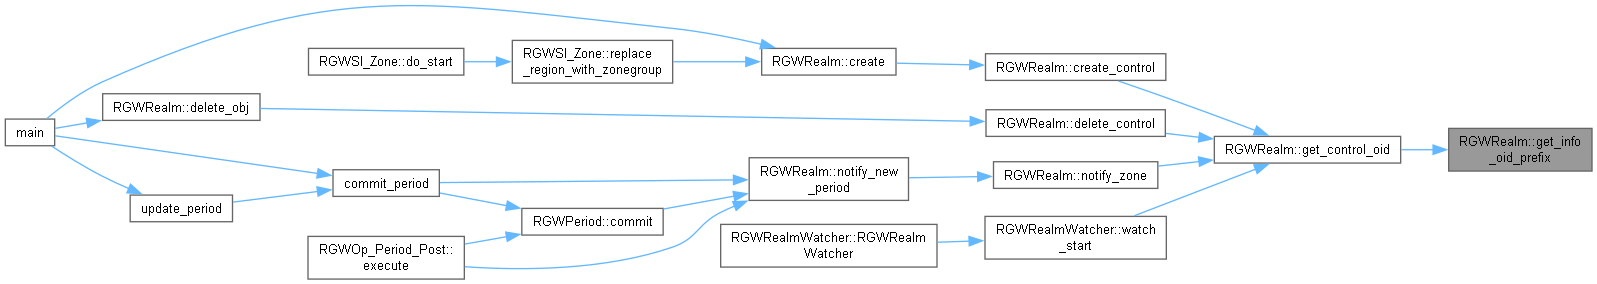 main
RGWRealm::delete_obj
update_period
RGWSI_Zone::do_start
commit_period
RGWOp_Period_Post::
execute
RGWSI_Zone::replace
_region_with_zonegroup
RGWPeriod::commit
RGWRealm::create
RGWRealm::notify_new
_period
RGWRealmWatcher::RGWRealm
Watcher
RGWRealm::create_control
RGWRealm::delete_control
RGWRealm::notify_zone
RGWRealmWatcher::watch
_start
RGWRealm::get_control_oid
RGWRealm::get_info
_oid_prefix